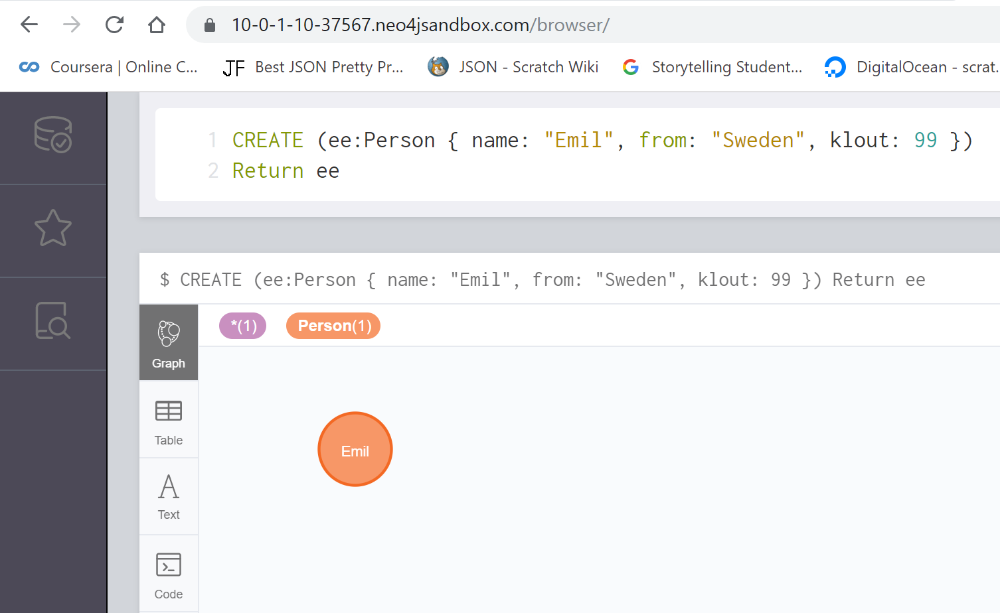 10-0-1-10-37567.neo4jsandbox.com/browser/
Coursera | Online C... JF Best JSON Pretty Pr... JSON - Scratch Wiki Storytelling Student... DigitalOcean - scrat.
1 CREATE (ee:Person { name: "Emil", from: "Sweden", klout: 99 })
2 Return ee
$ CREATE (ee:Person { name: "Emil", from: "Sweden", klout: 99 }) Return ee
*(1) Person(1)
Graph
Emil
Table
Text
Code